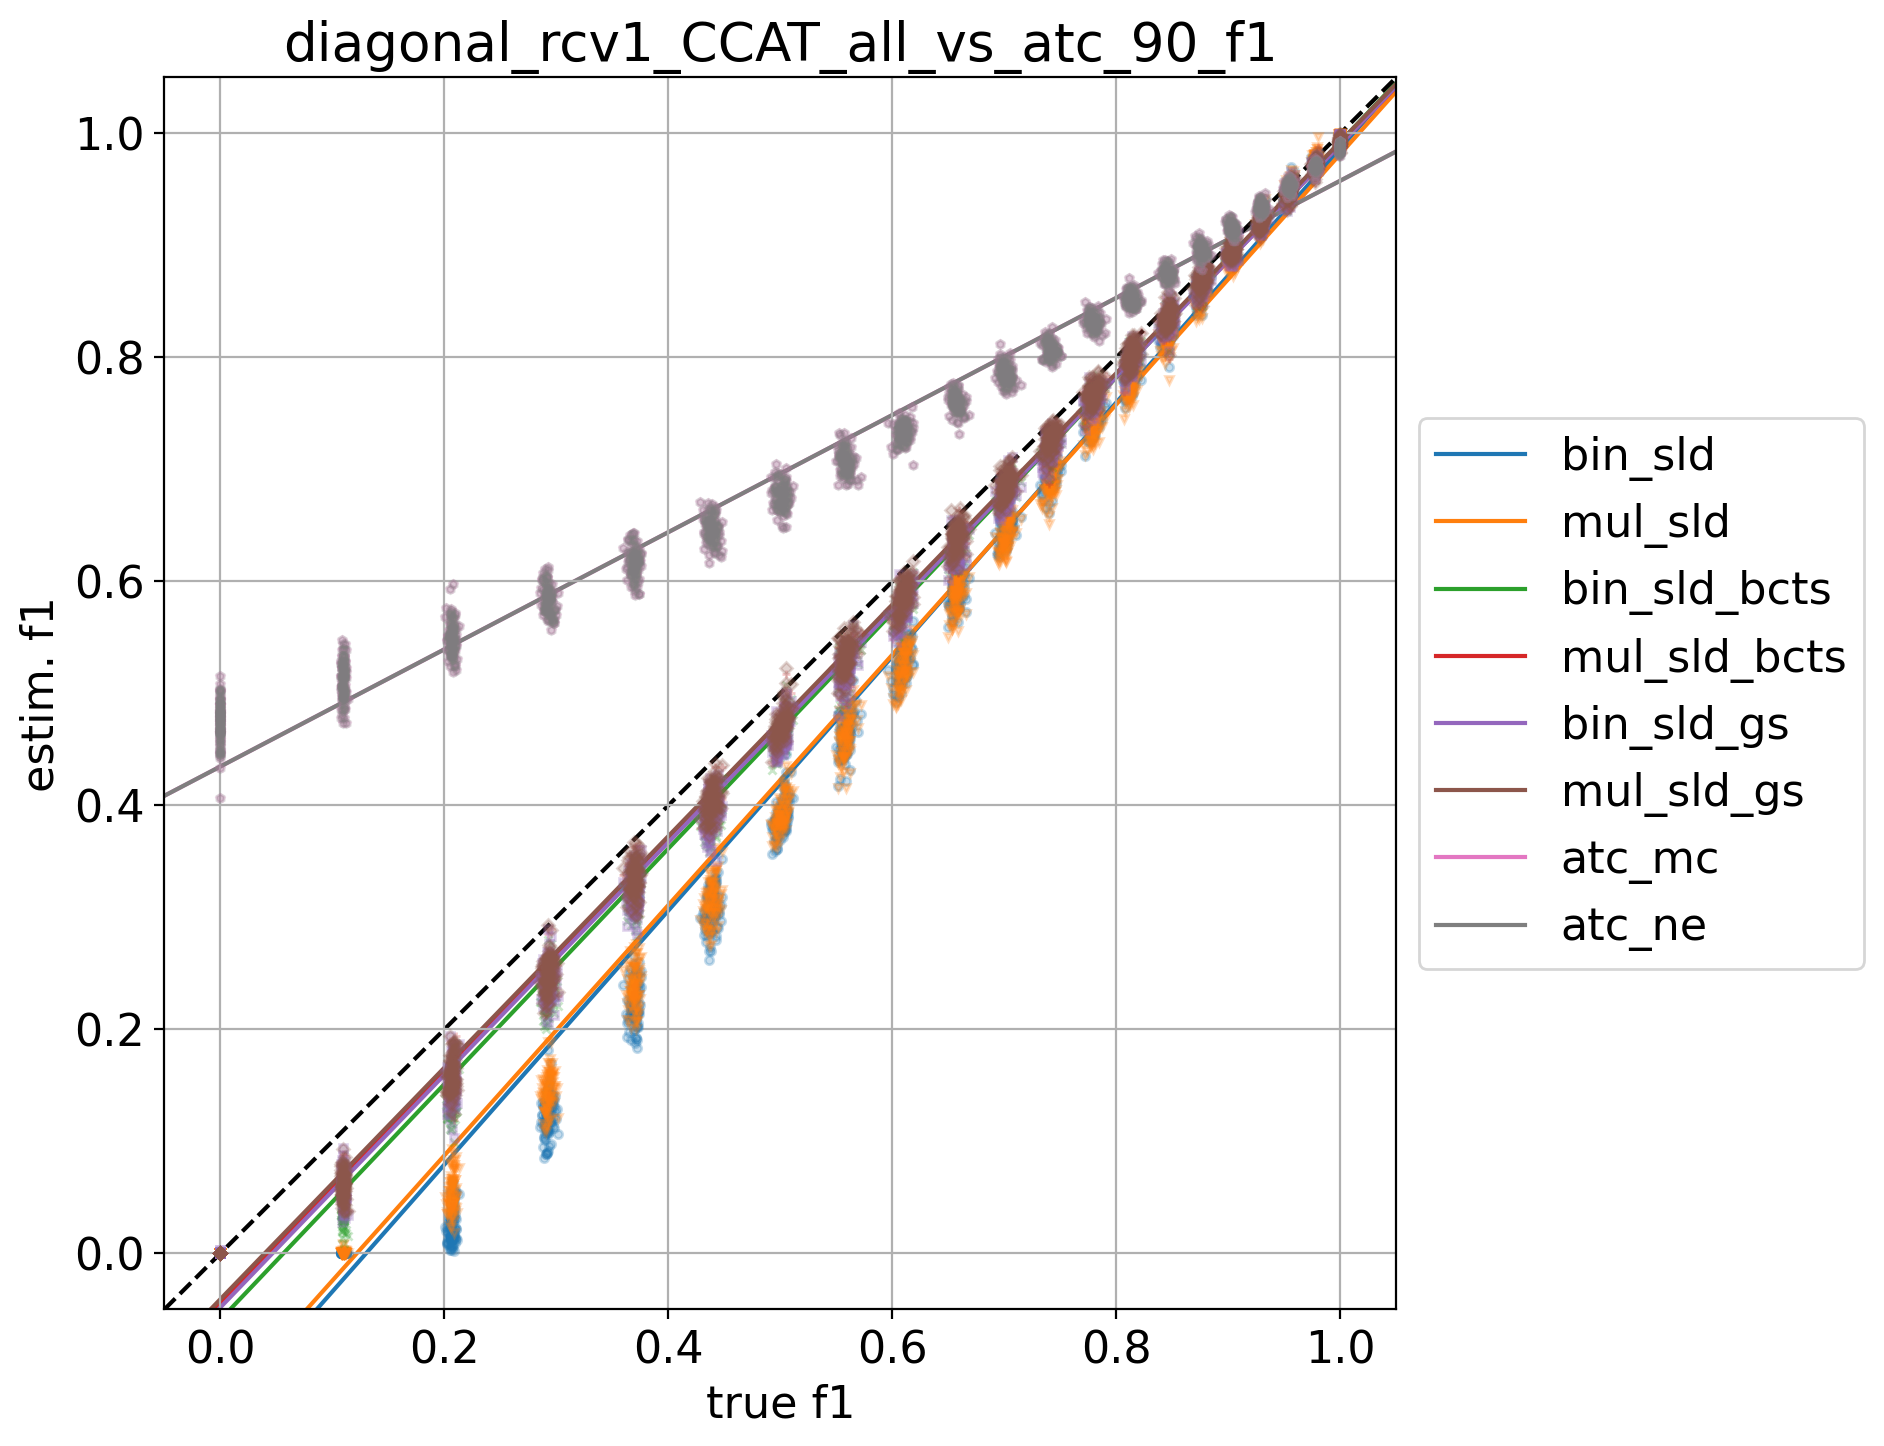 diagonal_rcv1_CCAT_all_vs_atc_90_f1
1.0
0.8
0.6
0.4
0.2
0.0
estim. f1
0.0 0.2 0.4 0.6 0.8 1.0
true f1
bin_sld
mul_sld
bin_sld_bcts
mul_sld_bcts
bin_sld_gs
mul_sld_gs
atc_mc
atc_ne